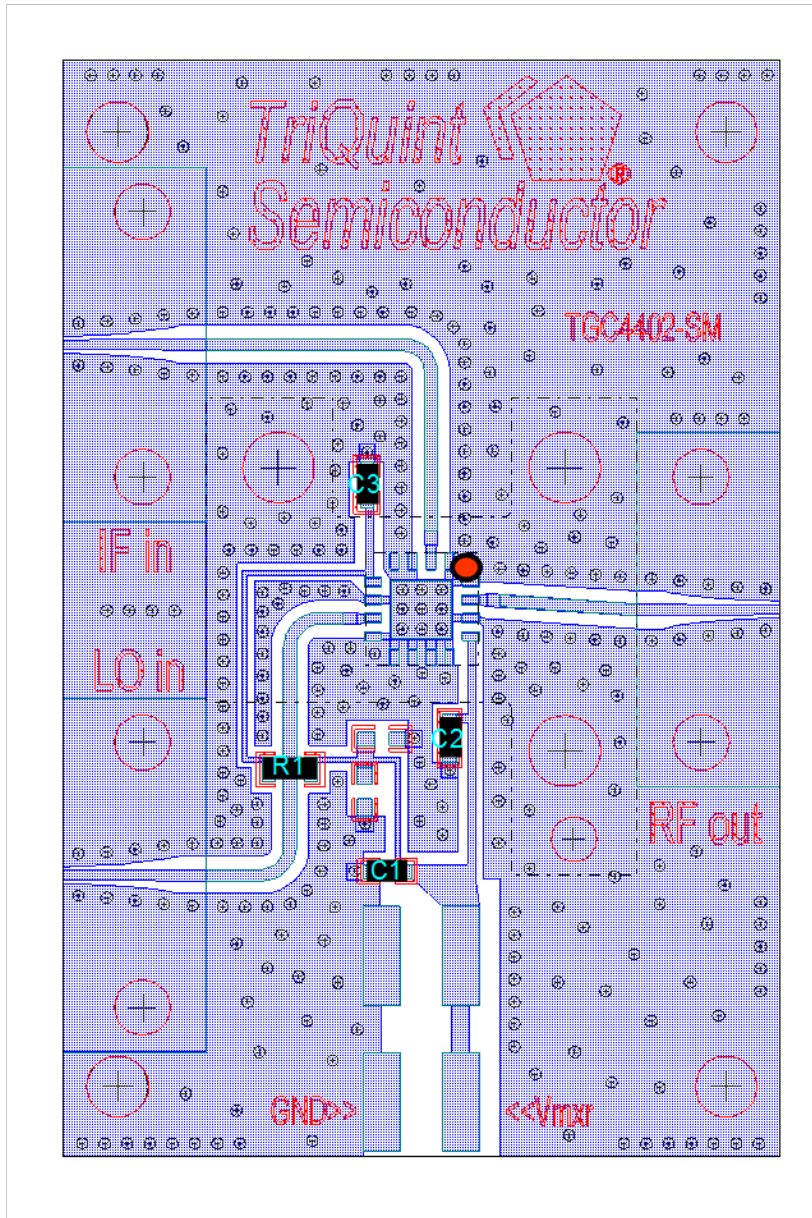 TriQuint
Semiconductor
®
TGC4402-SM
C3
IF in
LO in
C2
R1
RF out
C1
GND>>
<<Vmxr